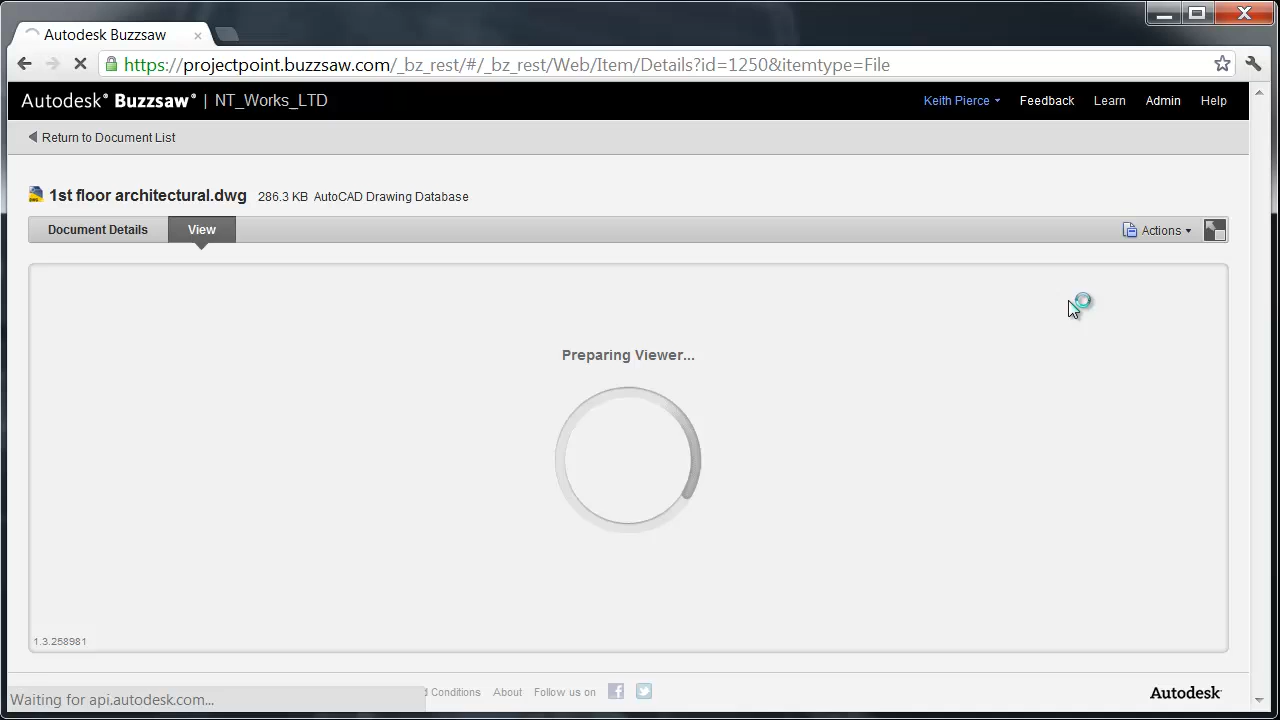 Autodesk Buzzsaw
https://projectpoint.buzzsaw.com/_bz_rest/#/_bz_rest/Web/Item/Details?id=1250&itemtype=File
Autodesk® Buzzsaw® | NT_Works_LTD Keith Pierce Feedback Learn Admin Help
Return to Document List
1st floor architectural.dwg 286.3 KB AutoCAD Drawing Database
Document Details View Actions
Preparing Viewer...
1.3.258981
Waiting for api.autodesk.com... d Conditions About Follow us on Autodesk